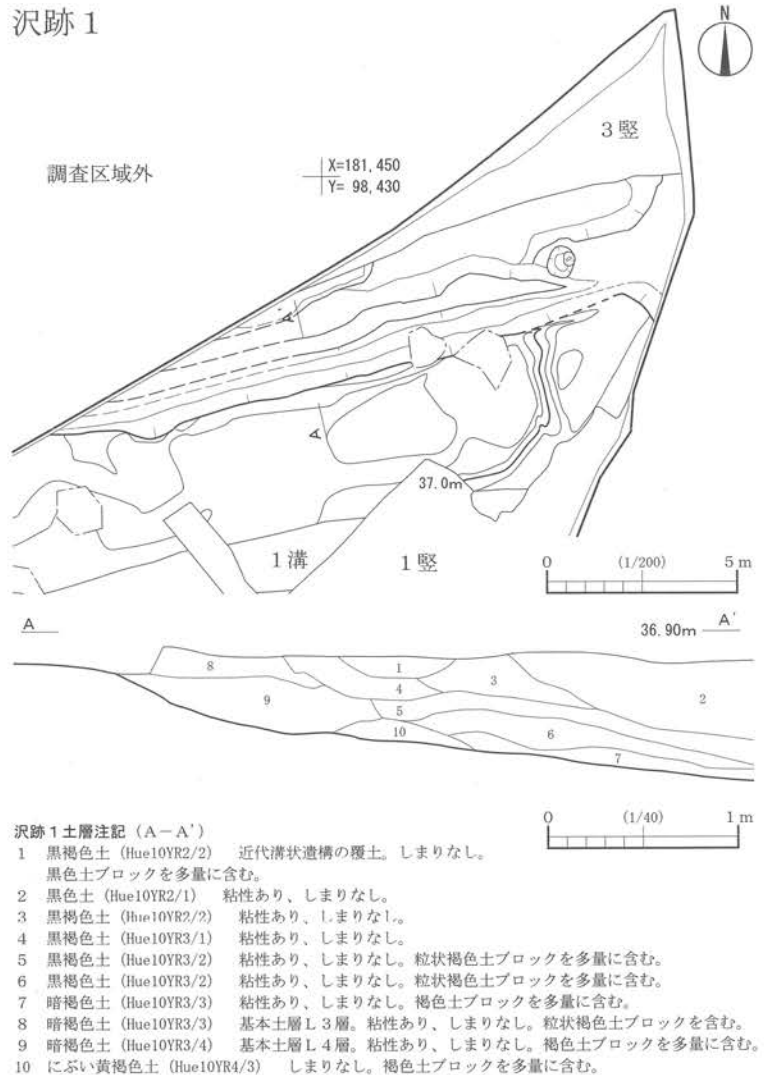 沢跡1
N
3竪
調査区域外
X=181,450
Y= 98,430
A'
A
37.0m
1溝
1竪
0 (1/200) 5m
A
36.90m A'
8
1
3
2
9
4
5
10
6
7
0 (1/40) 1m
沢跡1土層注記（A－A'）
1 黒褐色土（Hue10YR2/2） 近代溝状遺構の覆土。しまりなし。
黒色土ブロックを多量に含む。
2 黒色土（Hue10YR2/1） 粘性あり、しまりなし。
3 黒褐色土（Hue10YR2/2） 粘性あり、しまりなし。
4 黒褐色土（Hue10YR3/1） 粘性あり、しまりなし。
5 黒褐色土（Hue10YR3/2） 粘性あり、しまりなし。粒状褐色土ブロックを多量に含む。
6 黒褐色土（Hue10YR3/2） 粘性あり、しまりなし。粒状褐色土ブロックを多量に含む。
7 暗褐色土（Hue10YR3/3） 粘性あり、しまりなし。褐色土ブロックを多量に含む。
8 暗褐色土（Hue10YR3/3） 基本土層L3層。粘性あり、しまりなし。粒状褐色土ブロックを含む。
9 暗褐色土（Hue10YR3/4） 基本土層L4層。粘性あり、しまりなし。褐色土ブロックを多量に含む。
10 にぶい黄褐色土（Hue10YR4/3） しまりなし。褐色土ブロックを多量に含む。